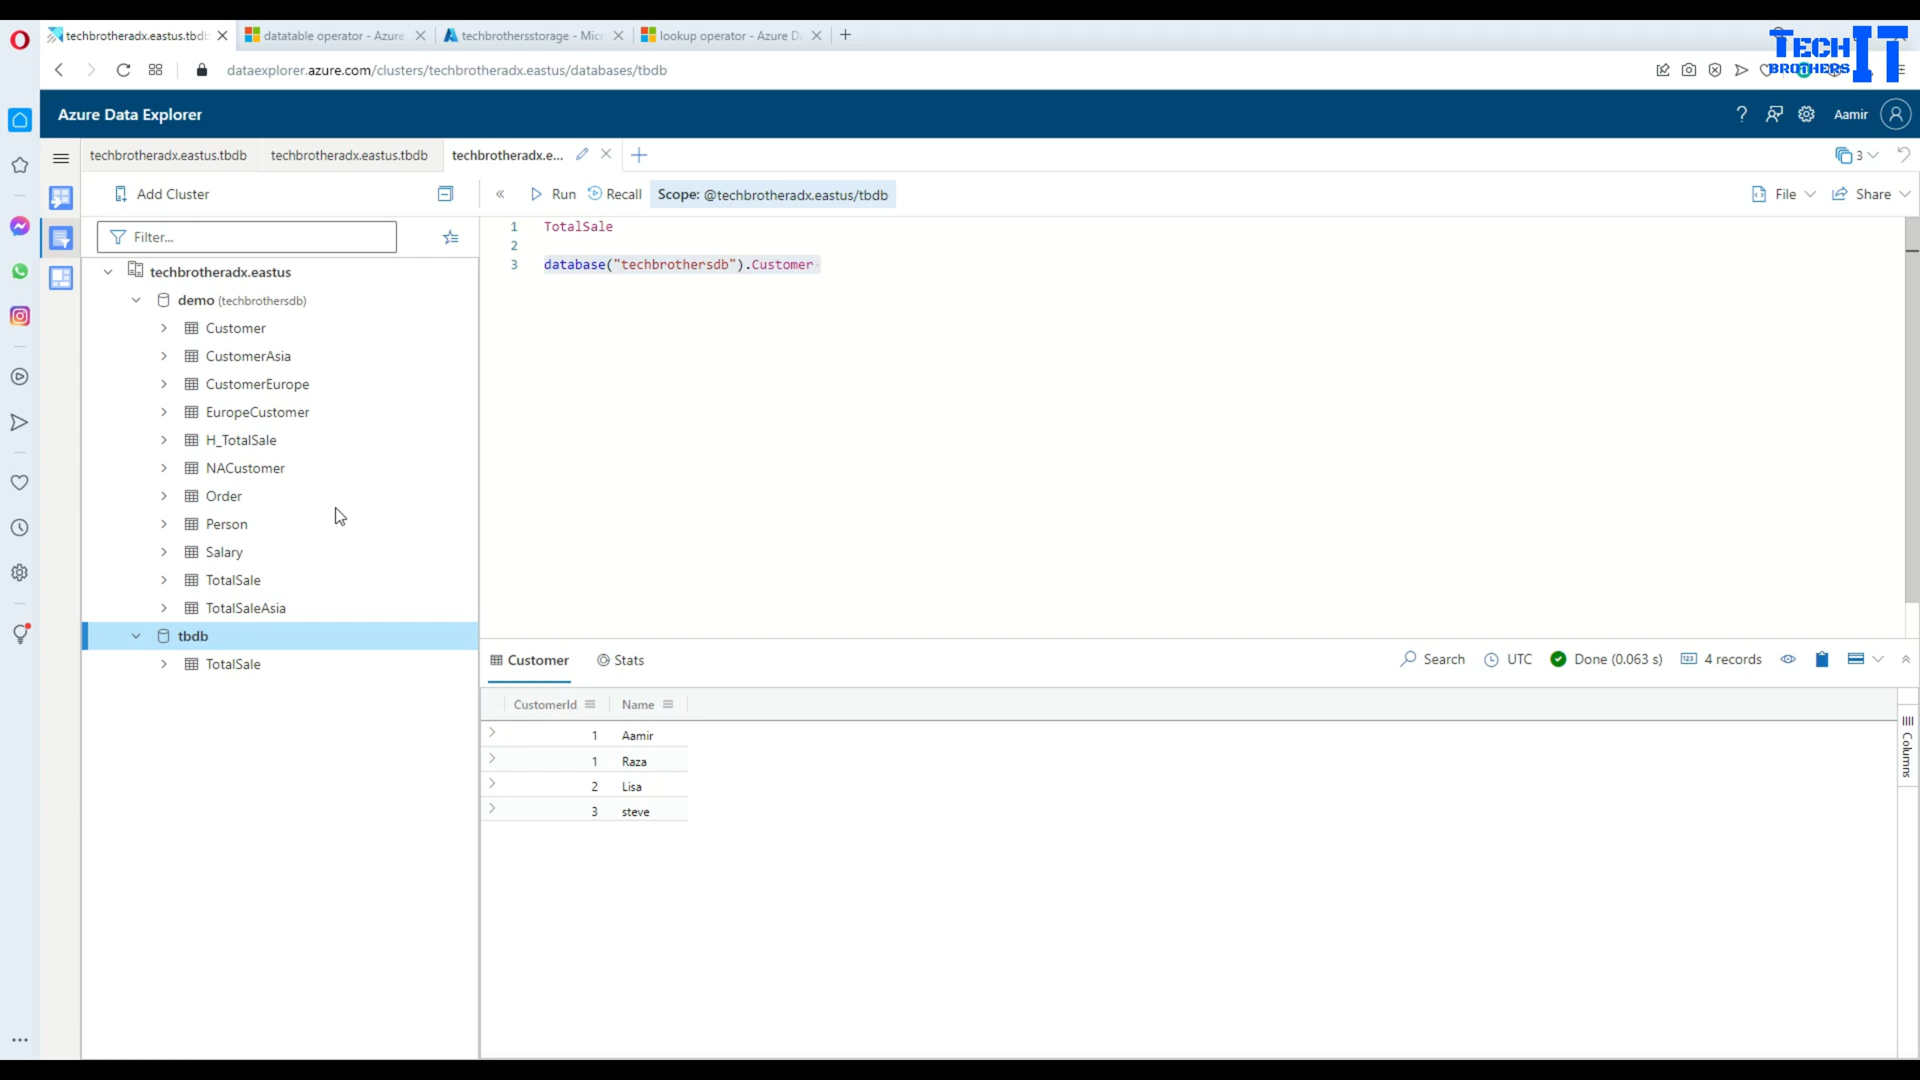 techbrotheradx.eastus.tbdb
datatable operator - Azure
techbrothersstorage - Micr
lookup operator - Azure Da
TECH BROTHERS IT
dataexplorer.azure.com/clusters/techbrotheradx.eastus/databases/tbdb
Azure Data Explorer
? Aamir
techbrotheradx.eastus.tbdb
techbrotheradx.eastus.tbdb
techbrotheradx.e...
3
Add Cluster
Run
Recall
Scope: @techbrotheradx.eastus/tbdb
File
Share
Filter...
techbrotheradx.eastus
demo (techbrothersdb)
Customer
CustomerAsia
CustomerEurope
EuropeCustomer
H_TotalSale
NACustomer
Order
Person
Salary
TotalSale
TotalSaleAsia
tbdb
TotalSale
1 TotalSale
2
3 database("techbrothersdb").Customer
Customer
Stats
Search
UTC
Done (0.063 s)
4 records
CustomerId Name
1 Aamir
1 Raza
2 Lisa
3 steve
Columns